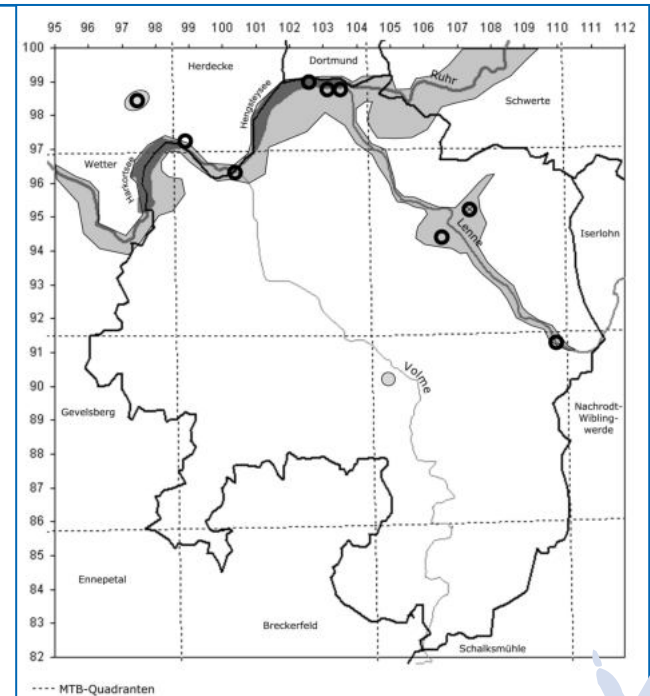 95 96 97 98 99 100 101 102 103 104 105 106 107 108 109 110 111 112
100
99
98
97
96
95
94
93
92
91
90
89
88
87
86
85
84
83
82
Herdecke
Dortmund
Ruhr
Schwerte
Hengsteysee
Wetter
Harkortsee
Lenne
Iserlohn
Volme
Gevelsberg
Nachrodt-
Wibling-
werde
Ennepetal
Breckerfeld
Schalksmühle
---- MTB-Quadranten